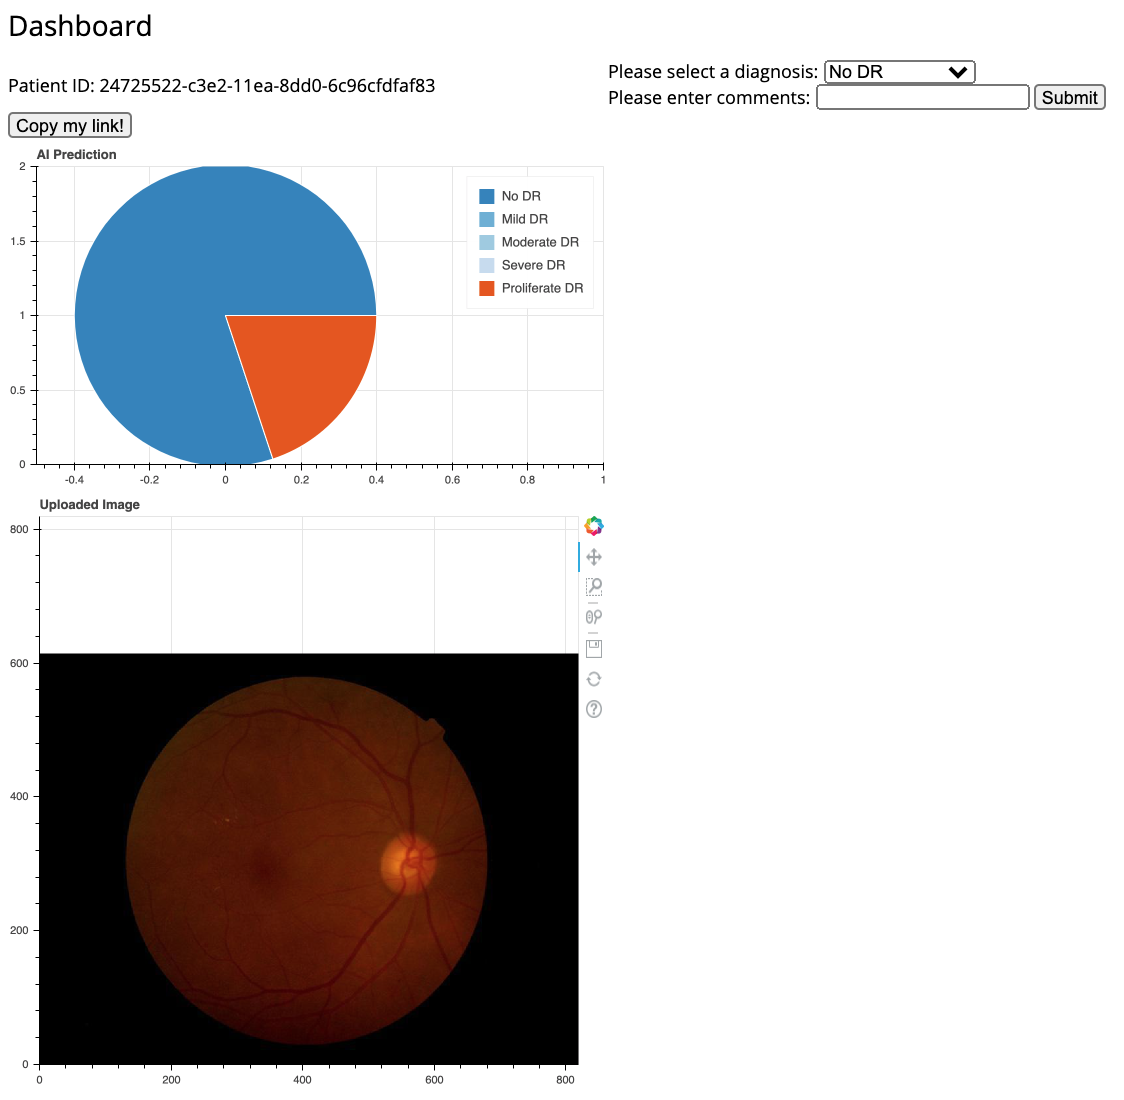 Dashboard
Patient ID: 24725522-c3e2-11ea-8dd0-6c96cfdfaf83
Please select a diagnosis: No DR
Please enter comments: Submit
Copy my link!
AI Prediction
2
1.5
1
0.5
0
-0.4 -0.2 0 0.2 0.4 0.6 0.8 1
No DR
Mild DR
Moderate DR
Severe DR
Proliferate DR
Uploaded Image
800
600
400
200
0
0 200 400 600 800
?